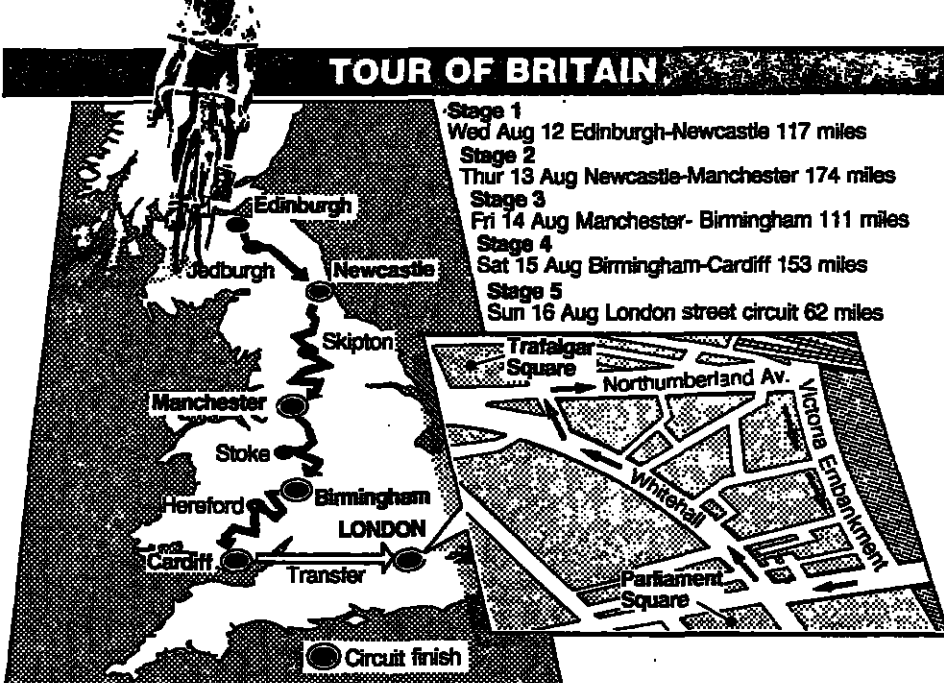 TOUR OF BRITAIN
Stage 1
Wed Aug 12 Edinburgh-Newcastle 117 miles
Stage 2
Thur 13 Aug Newcastle-Manchester 174 miles
Stage 3
Fri 14 Aug Manchester- Birmingham 111 miles
Stage 4
Sat 15 Aug Birmingham-Cardiff 153 miles
Stage 5
Sun 16 Aug London street circuit 62 miles
Edinburgh
Jedburgh
Newcastle
Skipton
Manchester
Stoke
Hereford
Birmingham
LONDON
Cardiff
Transfer
Circuit finish
Trafalgar
Square
Northumberland Av.
Victoria Embankment
Whitehall
Parliament
Square